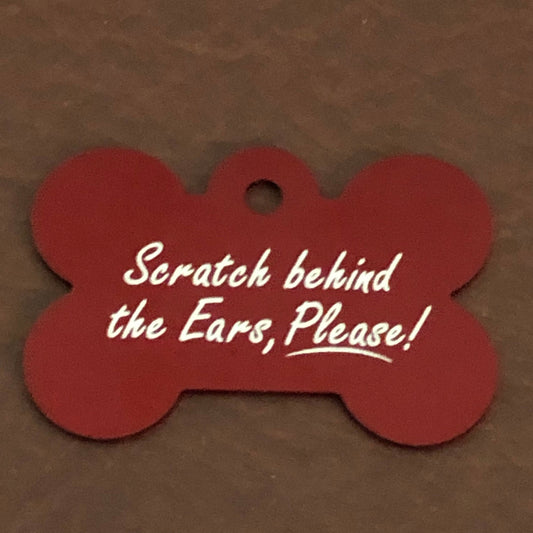 Scratch behind
the Ears, Please!